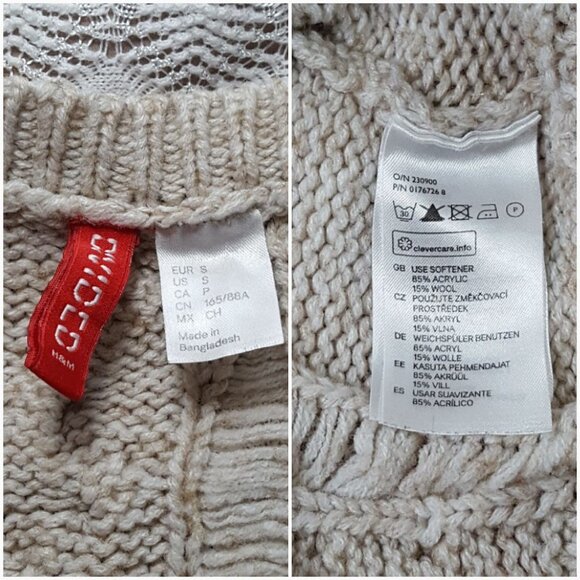 DIVIDED
H&M
EUR S
US S
CA P
CN 165/88A
MX CH
Made in
Bangladesh
O/N 230900
P/N 0176726 8
30
P
clevercare.info
GB USE SOFTENER
85% ACRYLIC
15% WOOL
CZ POUŽIJTE ZMĚKČOVACÍ
PROSTŘEDEK
85% AKRYL
15% VLNA
DE WEICHSPÜLER BENUTZEN
85% ACRYL
15% WOLLE
EE KASUTA PEHMENDAJAT
85% AKRÜÜL
15% VILL
ES USAR SUAVIZANTE
85% ACRÍLICO